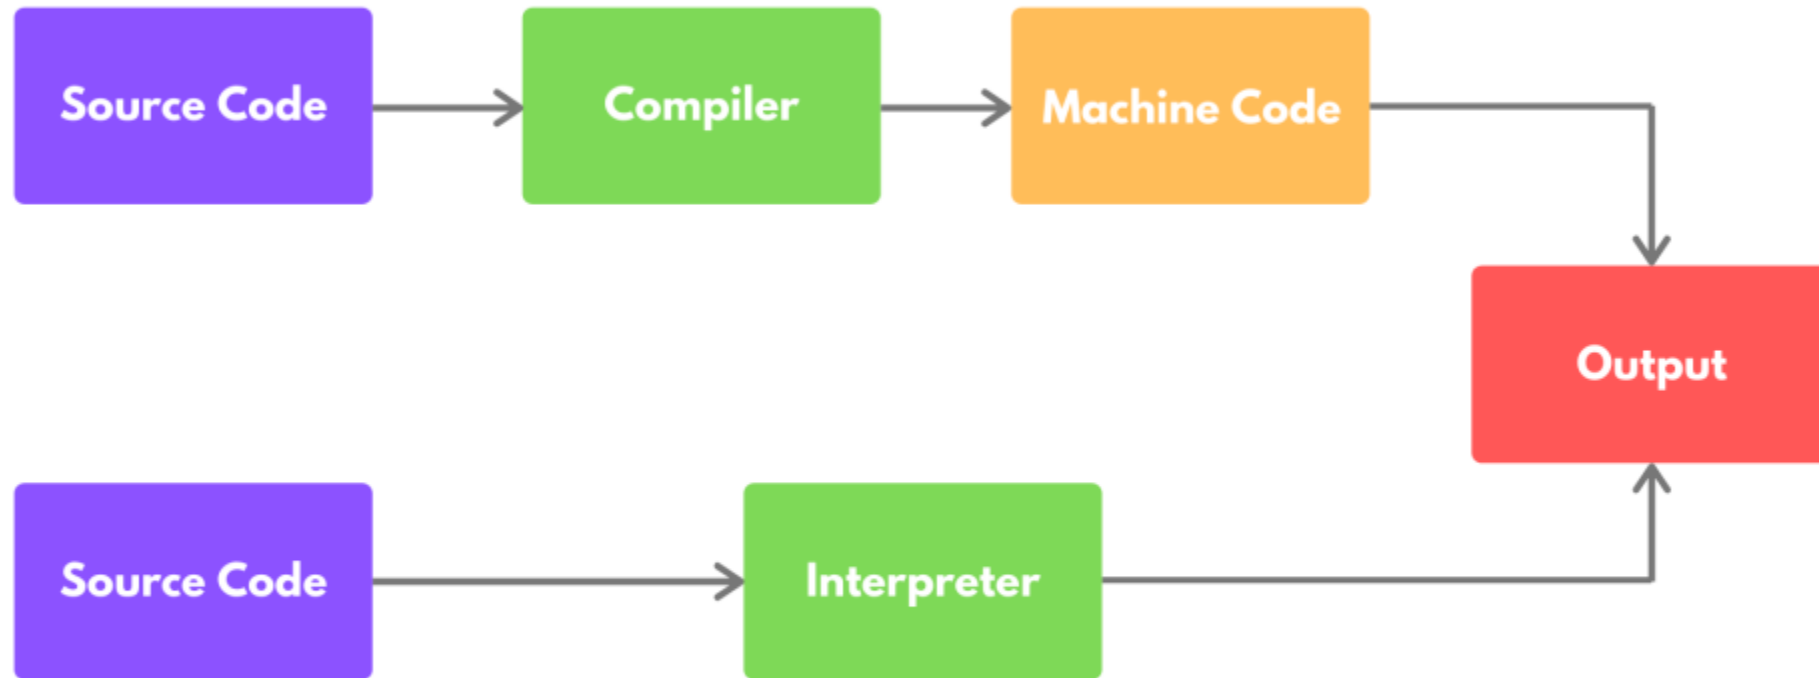 Source Code
Compiler
Machine Code
Output
Source Code
Interpreter